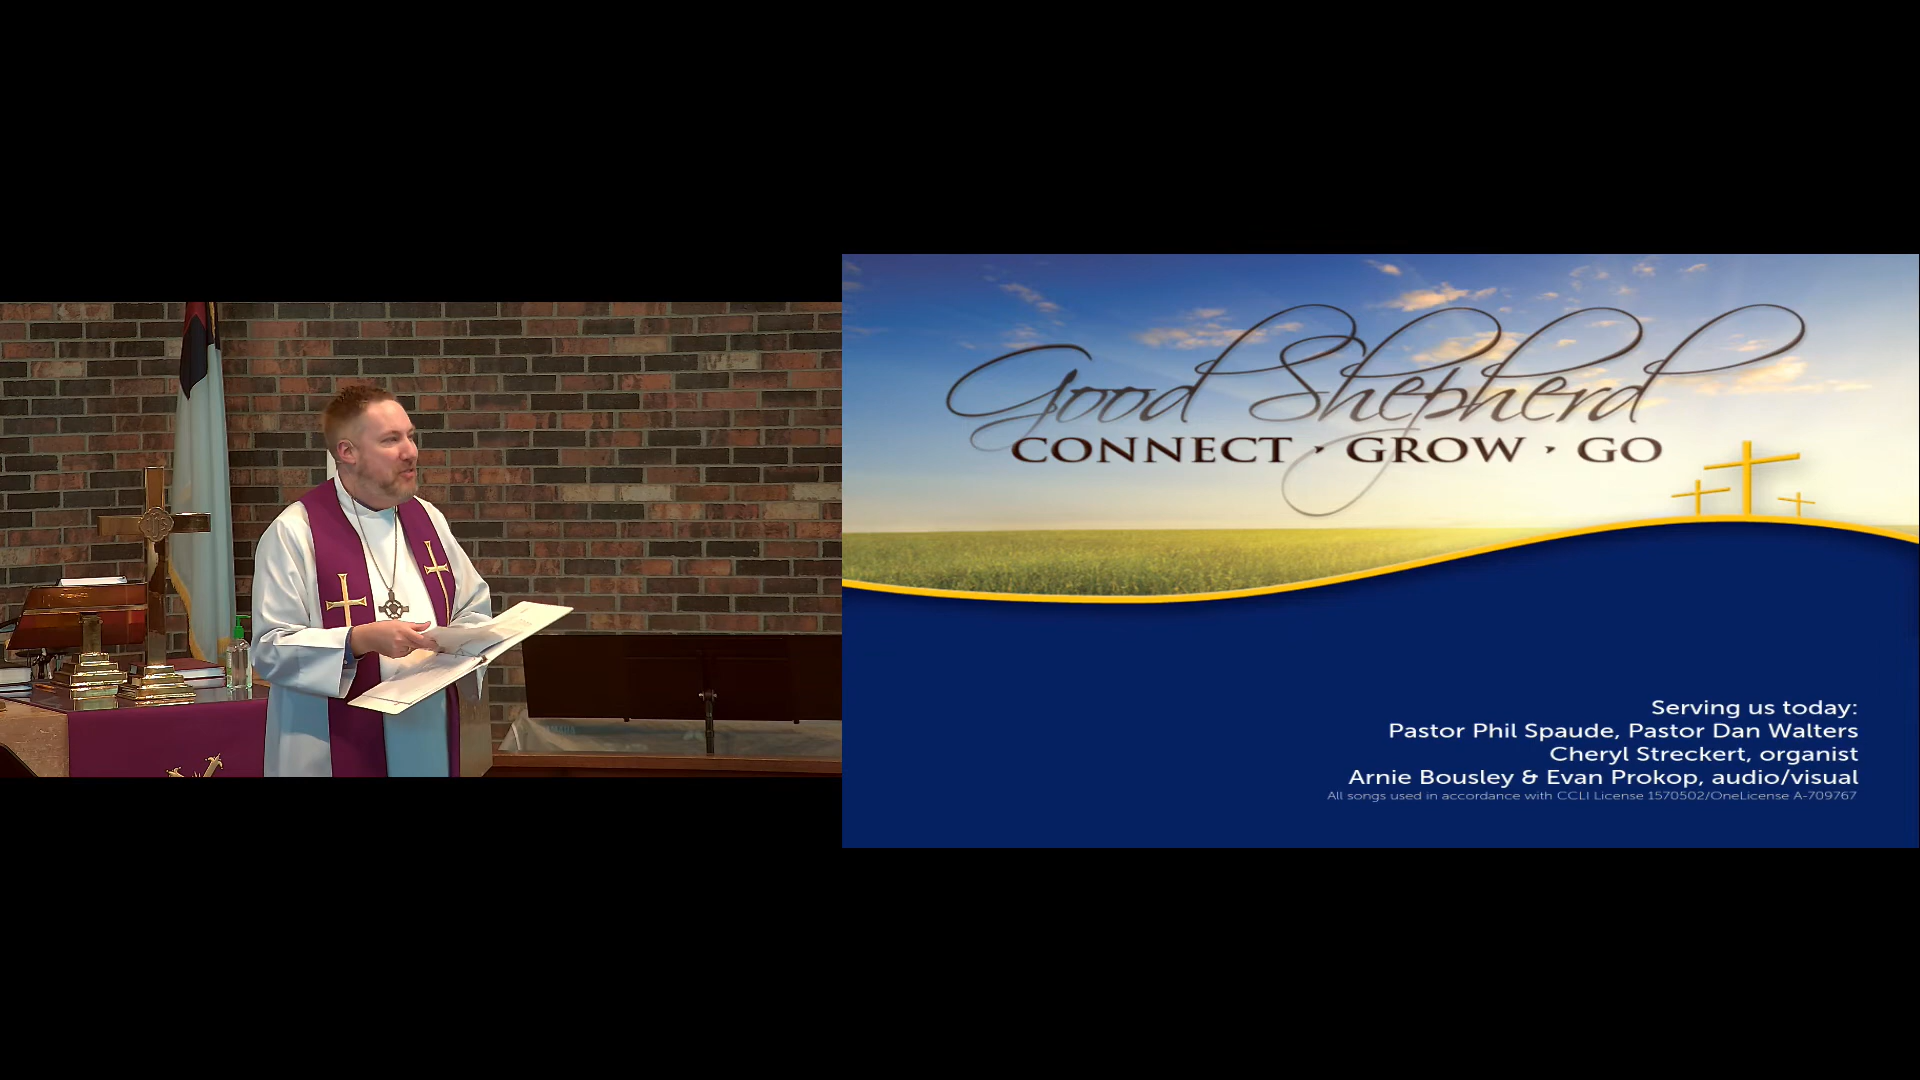 Good Shepherd
CONNECT · GROW · GO
Serving us today:
Pastor Phil Spaude, Pastor Dan Walters
Cheryl Streckert, organist
Arnie Bousley & Evan Prokop, audio/visual
All songs used in accordance with CCLI License 1570502/OneLicense A-709767
IHS